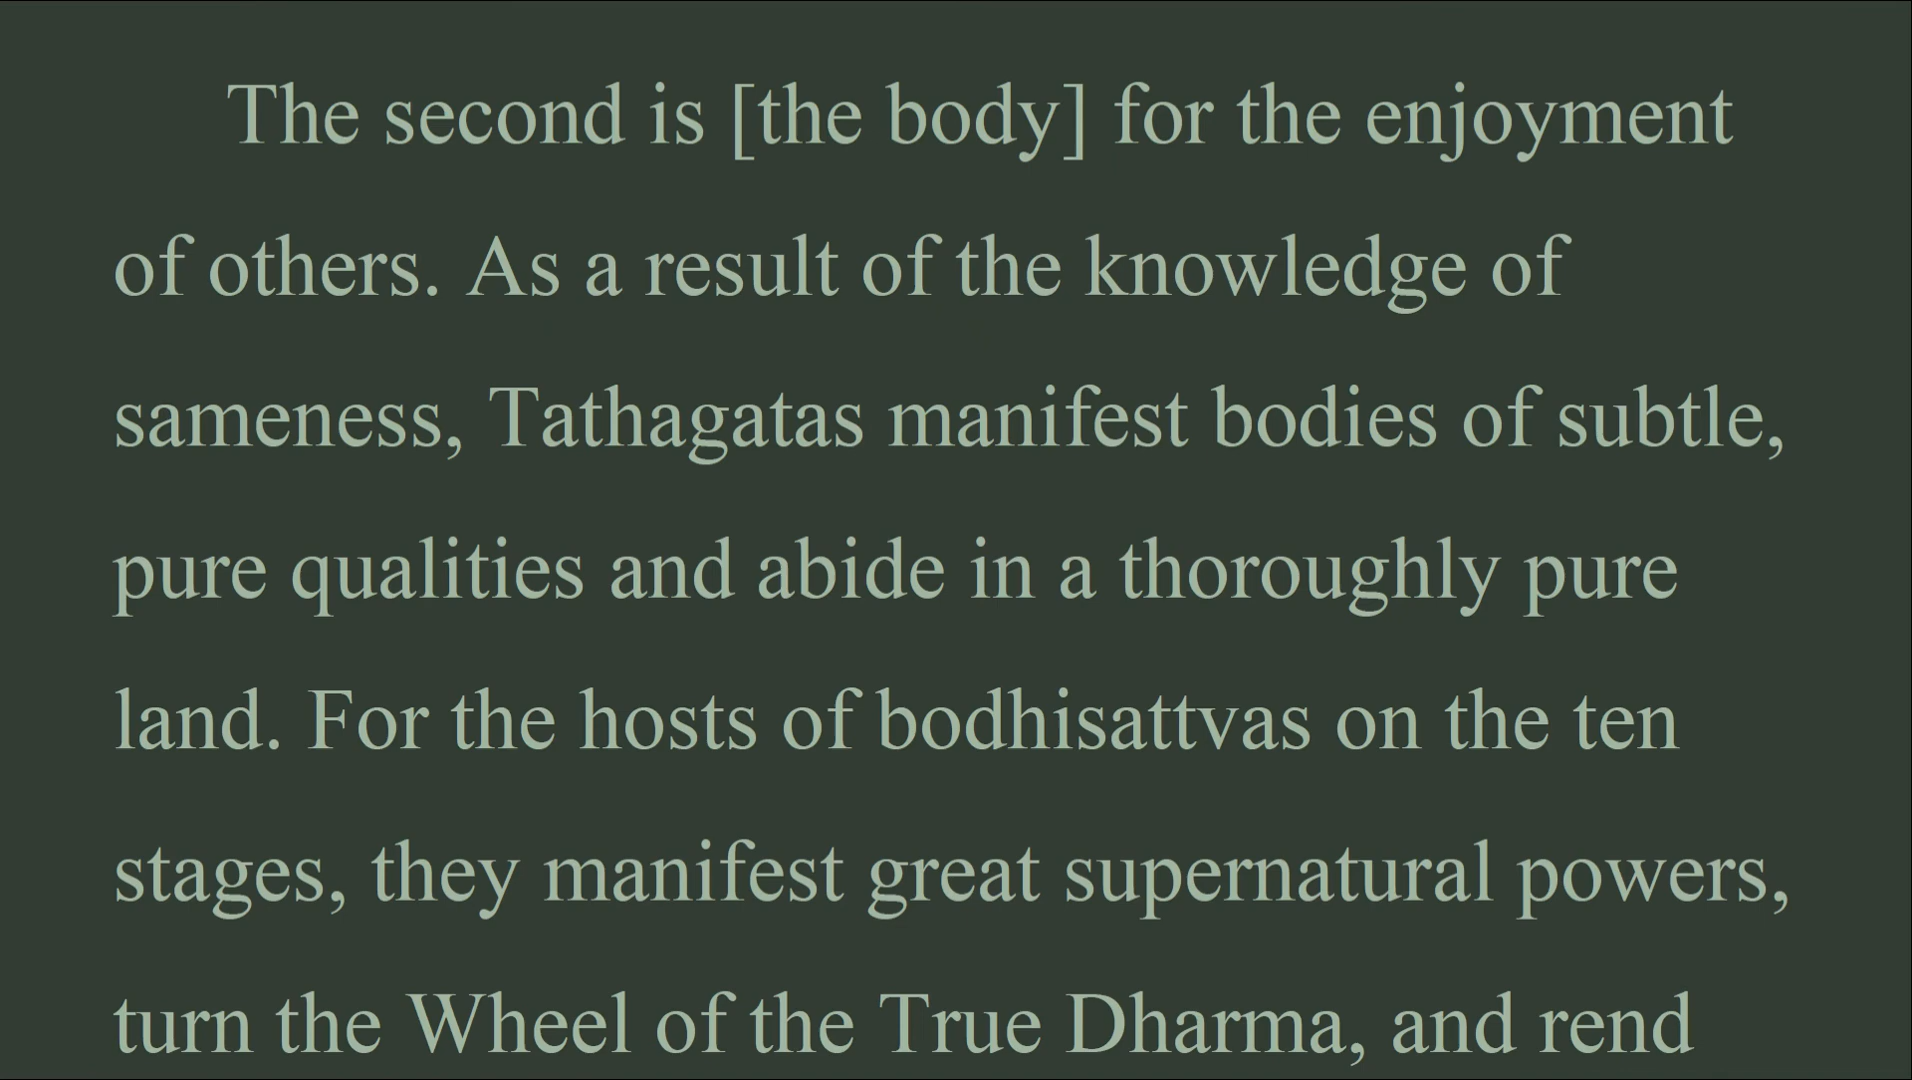 The second is [the body] for the enjoyment
of others. As a result of the knowledge of
sameness, Tathagatas manifest bodies of subtle,
pure qualities and abide in a thoroughly pure
land. For the hosts of bodhisattvas on the ten
stages, they manifest great supernatural powers,
turn the Wheel of the True Dharma, and rend